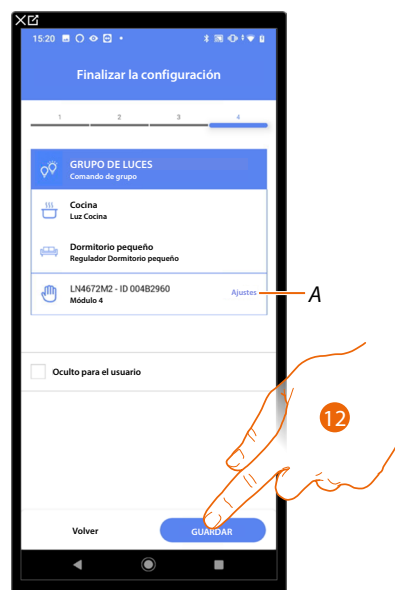 15:20
Finalizar la configuración
1 2 3 4
GRUPO DE LUCES
Comando de grupo
Cocina
Luz Cocina
Dormitorio pequeño
Regulador Dormitorio pequeño
LN4672M2 - ID 004B2960
Ajustes
A
Módulo 4
Oculto para el usuario
12
Volver
GUARDAR